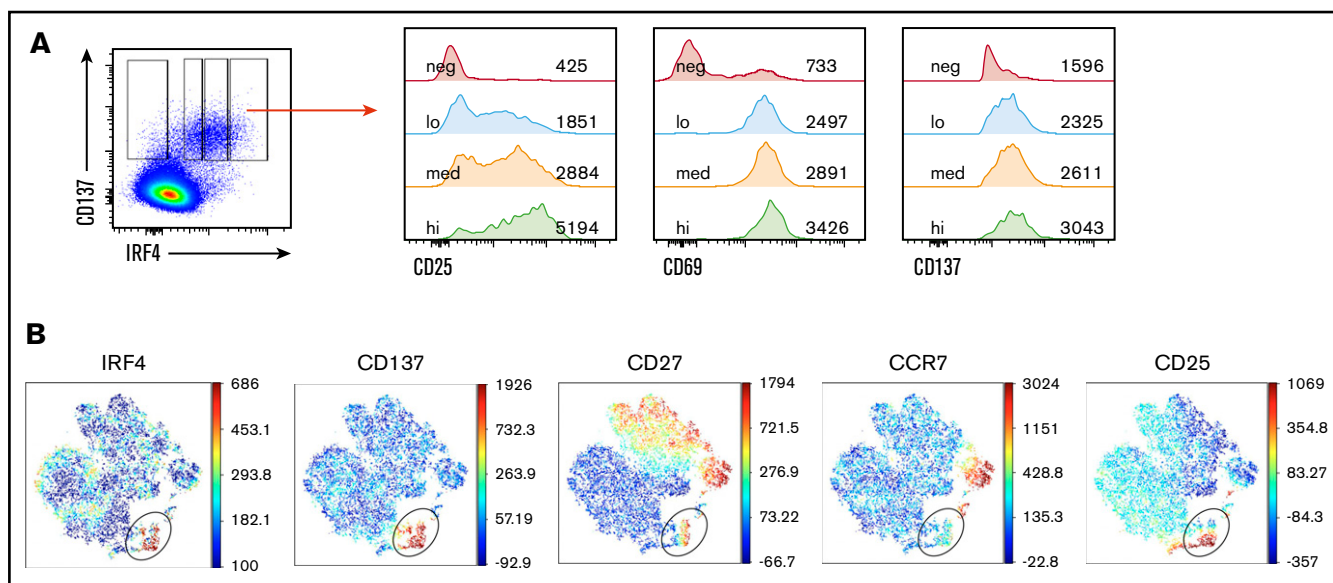 A
CD137
IRF4
neg 425
lo 1851
med 2884
hi 5194
CD25
neg 733
lo 2497
med 2891
hi 3426
CD69
neg 1596
lo 2325
med 2611
hi 3043
CD137
B
IRF4
686
453.1
293.8
182.1
100
CD137
1926
732.3
263.9
57.19
-92.9
CD27
1794
721.5
276.9
73.22
-66.7
CCR7
3024
1151
428.8
135.3
-22.8
CD25
1069
354.8
83.27
-84.3
-357